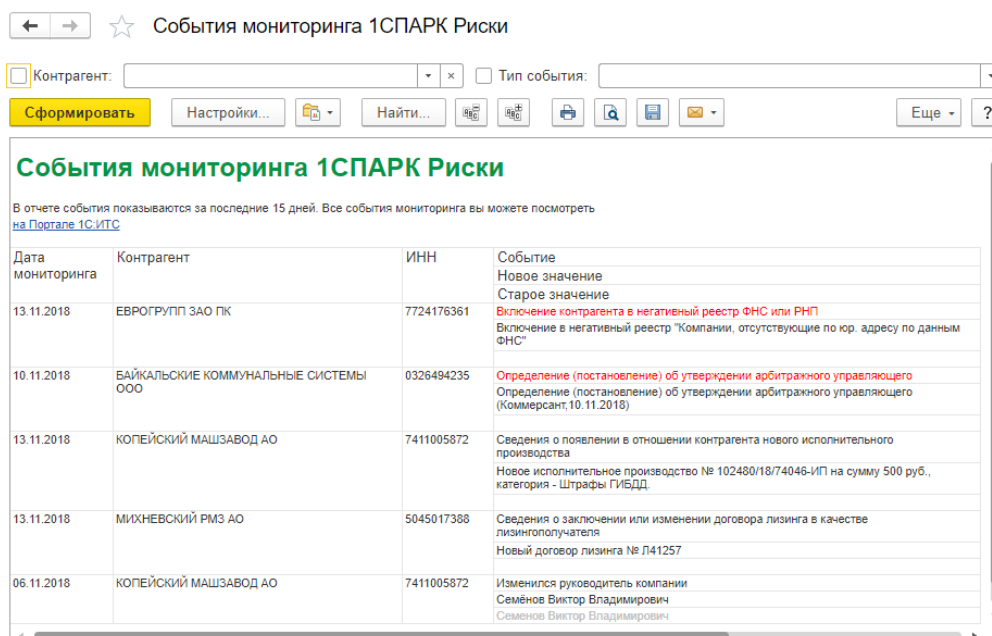 События мониторинга 1СПАРК Риски
Контрагент:
Тип события:
Сформировать
Настройки...
Найти...
Еще
?
События мониторинга 1СПАРК Риски
В отчете события показываются за последние 15 дней. Все события мониторинга вы можете посмотреть
на Портале 1С:ИТС
Дата мониторинга Контрагент ИНН Событие
Новое значение
Старое значение
13.11.2018 ЕВРОГРУПП ЗАО ПК 7724176361 Включение контрагента в негативный реестр ФНС или РНП
Включение в негативный реестр "Компании, отсутствующие по юр. адресу по данным
ФНС"
10.11.2018 БАЙКАЛЬСКИЕ КОММУНАЛЬНЫЕ СИСТЕМЫ 0326494235 Определение (постановление) об утверждении арбитражного управляющего
ООО Определение (постановление) об утверждении арбитражного управляющего
(Коммерсант,10.11.2018)
13.11.2018 КОПЕЙСКИЙ МАШЗАВОД АО 7411005872 Сведения о появлении в отношении контрагента нового исполнительного
производства
Новое исполнительное производство № 102480/18/74046-ИП на сумму 500 руб.,
категория - Штрафы ГИБДД.
13.11.2018 МИХНЕВСКИЙ РМЗ АО 5045017388 Сведения о заключении или изменении договора лизинга в качестве
лизингополучателя
Новый договор лизинга № Л41257
06.11.2018 КОПЕЙСКИЙ МАШЗАВОД АО 7411005872 Изменился руководитель компании
Семёнов Виктор Владимирович
Семенов Виктор Владимирович